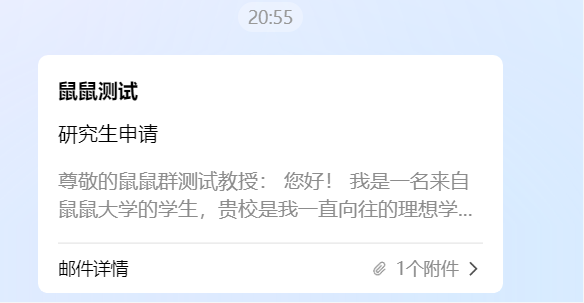 20:55
鼠鼠测试
研究生申请
尊敬的鼠鼠群测试教授： 您好！ 我是一名来自
鼠鼠大学的学生，贵校是我一直向往的理想学...
邮件详情 1个附件